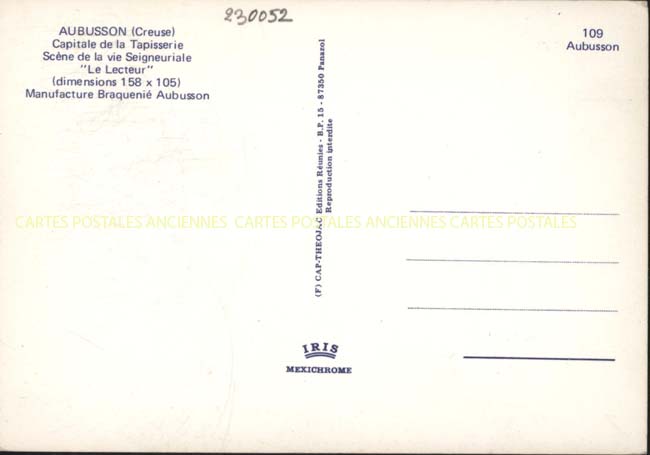 230052
AUBUSSON (Creuse)
Capitale de la Tapisserie
Scène de la vie Seigneuriale
"Le Lecteur"
(dimensions 158 x 105)
Manufacture Braquenié Aubusson
109
Aubusson
(F) CAP-THEOJAC Editions Réunies - B.P. 15 - 87350 Panazol
Reproduction interdite
CARTES POSTALES ANCIENNES CARTES POSTALES ANCIENNES CARTES POSTALES
IRIS
MEXICHROME